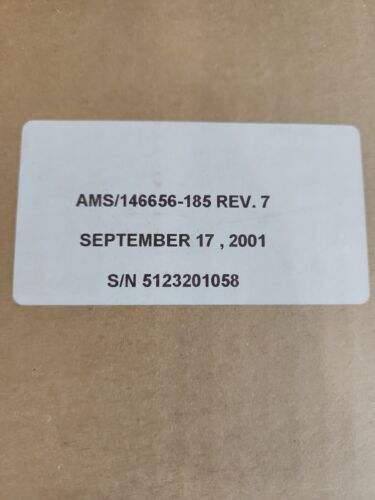 AMS/146656-185 REV. 7
SEPTEMBER 17 , 2001
S/N 5123201058